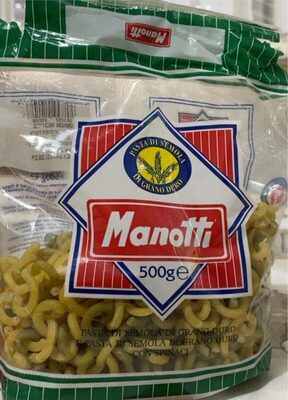 Manotti
PASTA DI SEMOLA
DI GRANO DURO
Manotti
500g e
PASTA DI SEMOLA DI GRANO DURO
E PASTA DI SEMOLA DI GRANO DURO
CON SPINACI